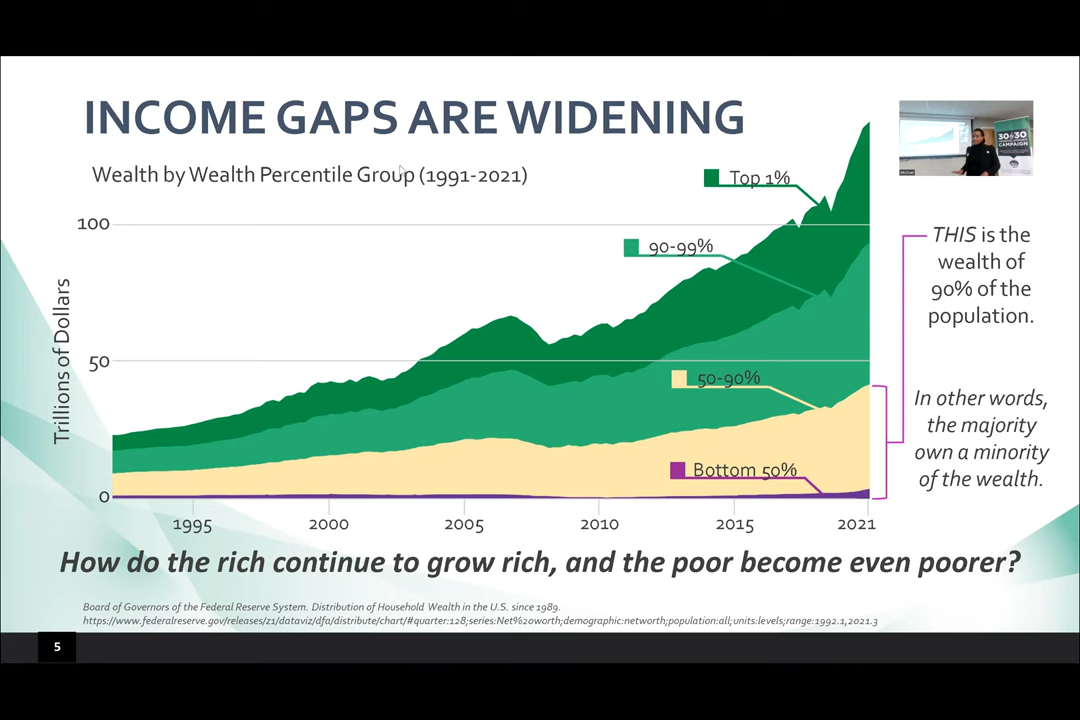 INCOME GAPS ARE WIDENING
Wealth by Wealth Percentile Group (1991-2021)
Top 1%
90-99%
50-90%
Bottom 50%
Trillions of Dollars
100
50
0
1995
2000
2005
2010
2015
2021
30 30
CAMPAIGN
Michael
THIS is the
wealth of
90% of the
population.
In other words,
the majority
own a minority
of the wealth.
How do the rich continue to grow rich, and the poor become even poorer?
Board of Governors of the Federal Reserve System. Distribution of Household Wealth in the U.S. since 1989.
https://www.federalreserve.gov/releases/z1/dataviz/dfa/distribute/chart/#quarter:128;series:Net%20worth;demographic:networth;population:all;units:levels;range:1992.1,2021.3
5